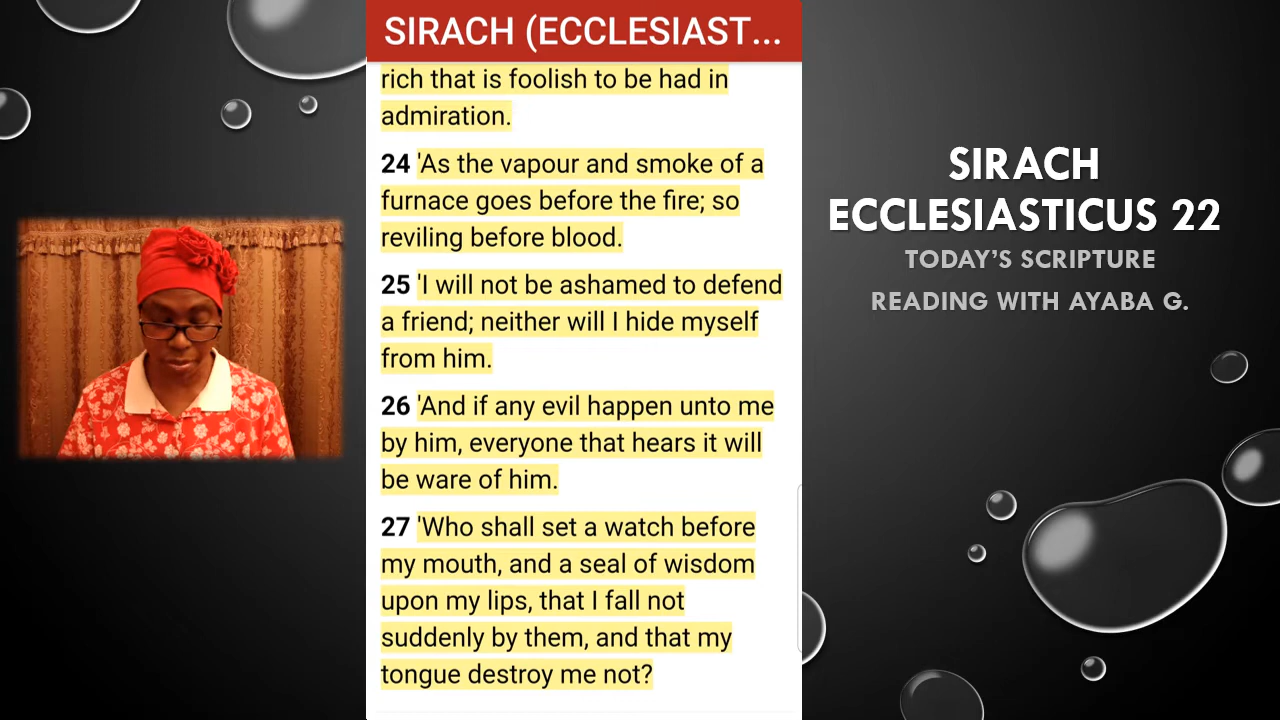 SIRACH (ECCLESIAST...
rich that is foolish to be had in
admiration.
24 'As the vapour and smoke of a
furnace goes before the fire; so
reviling before blood.
25 'I will not be ashamed to defend
a friend; neither will I hide myself
from him.
26 'And if any evil happen unto me
by him, everyone that hears it will
be ware of him.
27 'Who shall set a watch before
my mouth, and a seal of wisdom
upon my lips, that I fall not
suddenly by them, and that my
tongue destroy me not?
SIRACH
ECCLESIASTICUS 22
TODAY'S SCRIPTURE
READING WITH AYABA G.